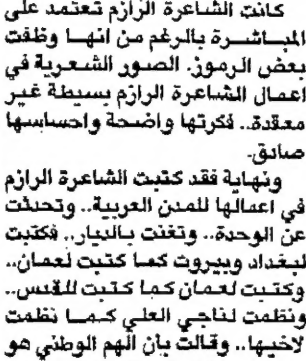 كانت الشاعرة الرازم تعتمد على
المباشرة بالرغم من انها وظفت
بعض الرموز. الصور الشعرية في
اعمال الشاعرة الرازم بسيطة غير
معقدة.. فكرتها واضحة واحساسها
صادق.
ونهاية فقد كتبت الشاعرة الرازم
في اعمالها للمدن العربية.. وتحدثت
عن الوحدة.. وتغنت بالديار.. فكتبت
لبغداد وبيروت كما كتبت لعمان..
وكتبت لعمان كما كتبت للقدس..
ونظمت لناجي العلي كما نظمت
لاخيها.. وقالت بان الهم الوطني هو